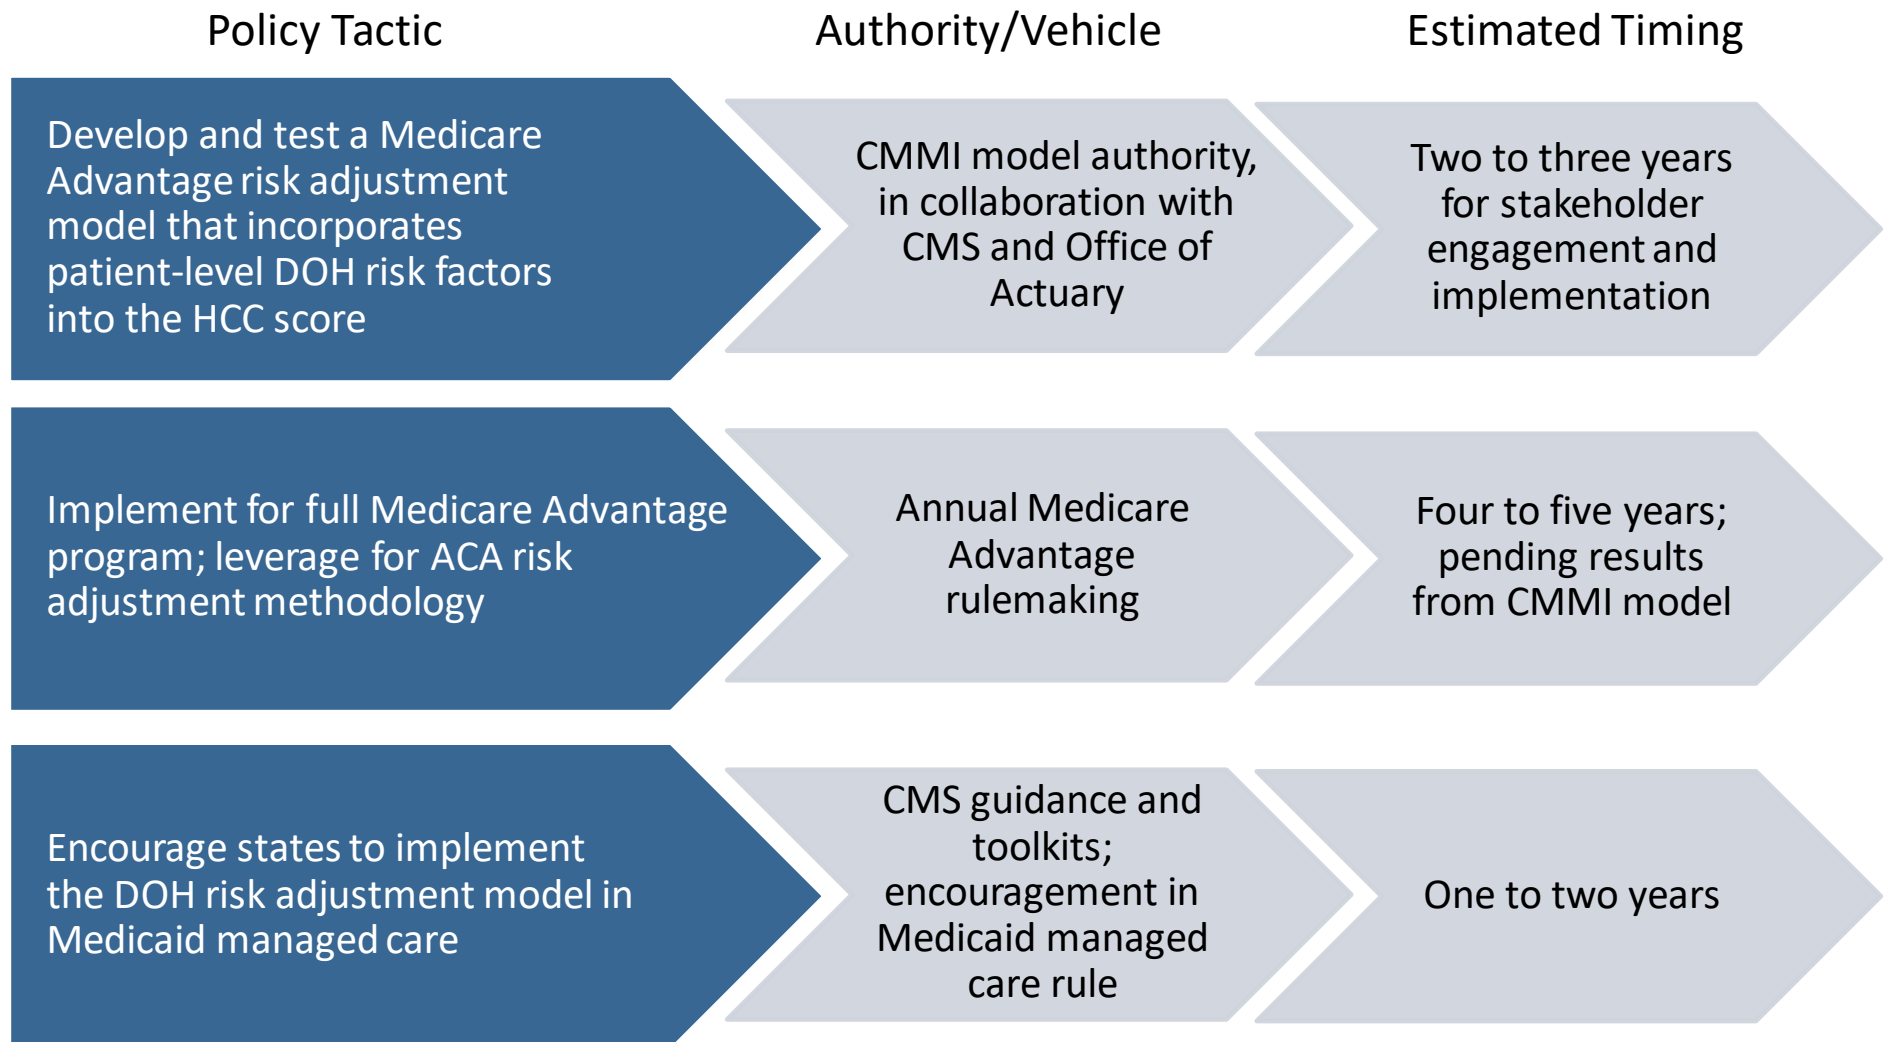 Policy Tactic
Authority/Vehicle
Estimated Timing
Develop and test a Medicare
Advantage risk adjustment
model that incorporates
patient-level DOH risk factors
into the HCC score
CMMI model authority,
in collaboration with
CMS and Office of
Actuary
Two to three years
for stakeholder
engagement and
implementation
Implement for full Medicare Advantage
program; leverage for ACA risk
adjustment methodology
Annual Medicare
Advantage
rulemaking
Four to five years;
pending results
from CMMI model
Encourage states to implement
the DOH risk adjustment model in
Medicaid managed care
CMS guidance and
toolkits;
encouragement in
Medicaid managed
care rule
One to two years